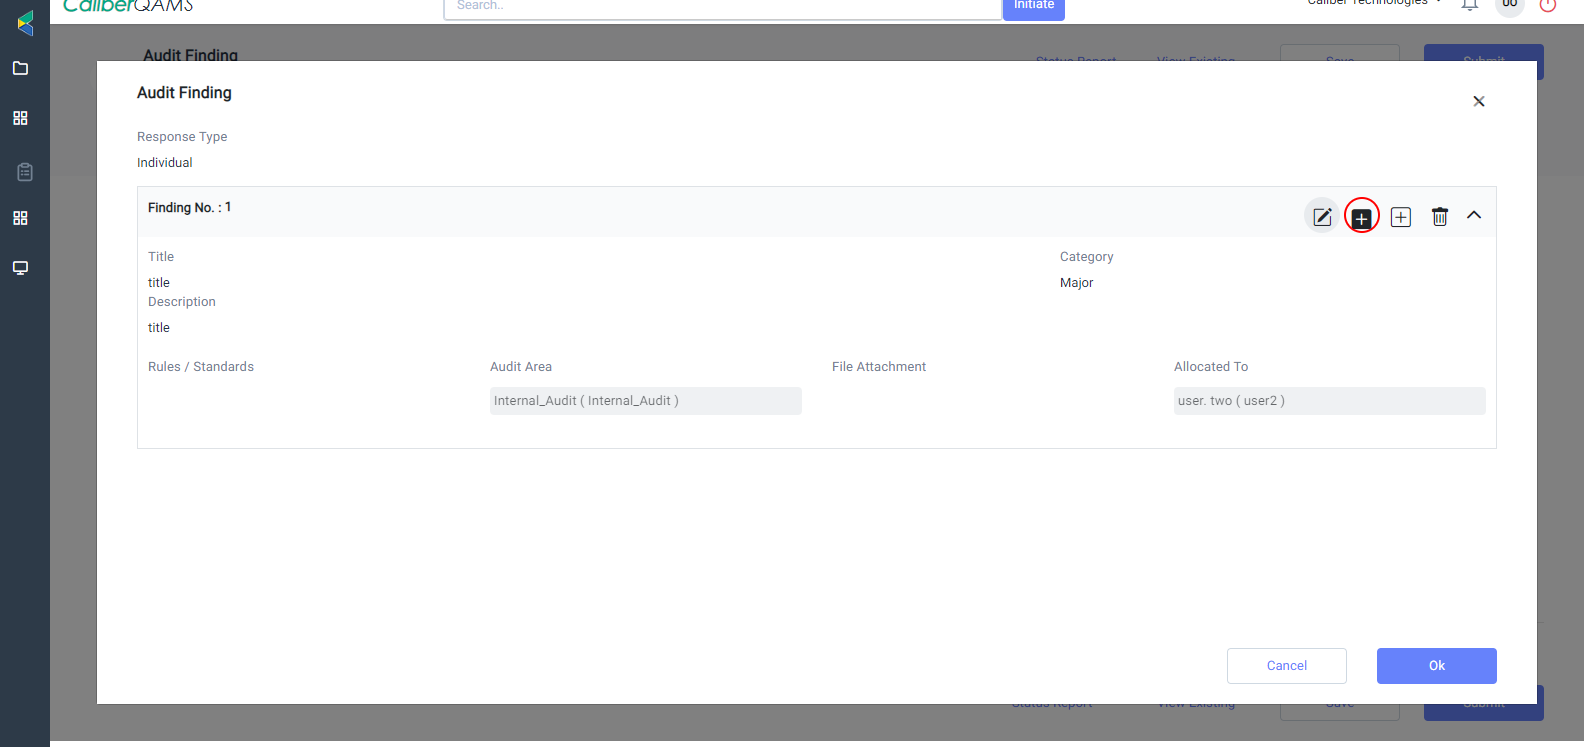 CaliberQAMS
Search..
Initiate
Caliber Technologies
00
Audit Finding
Status Report
View Existing
Save
Submit
Audit Finding
Response Type
Individual
Finding No. : 1
Title
Category
title
Major
Description
title
Rules / Standards
Audit Area
File Attachment
Allocated To
Internal_Audit ( Internal_Audit )
user. two ( user2 )
Cancel
Ok
Status Report
View Existing
Save
Submit